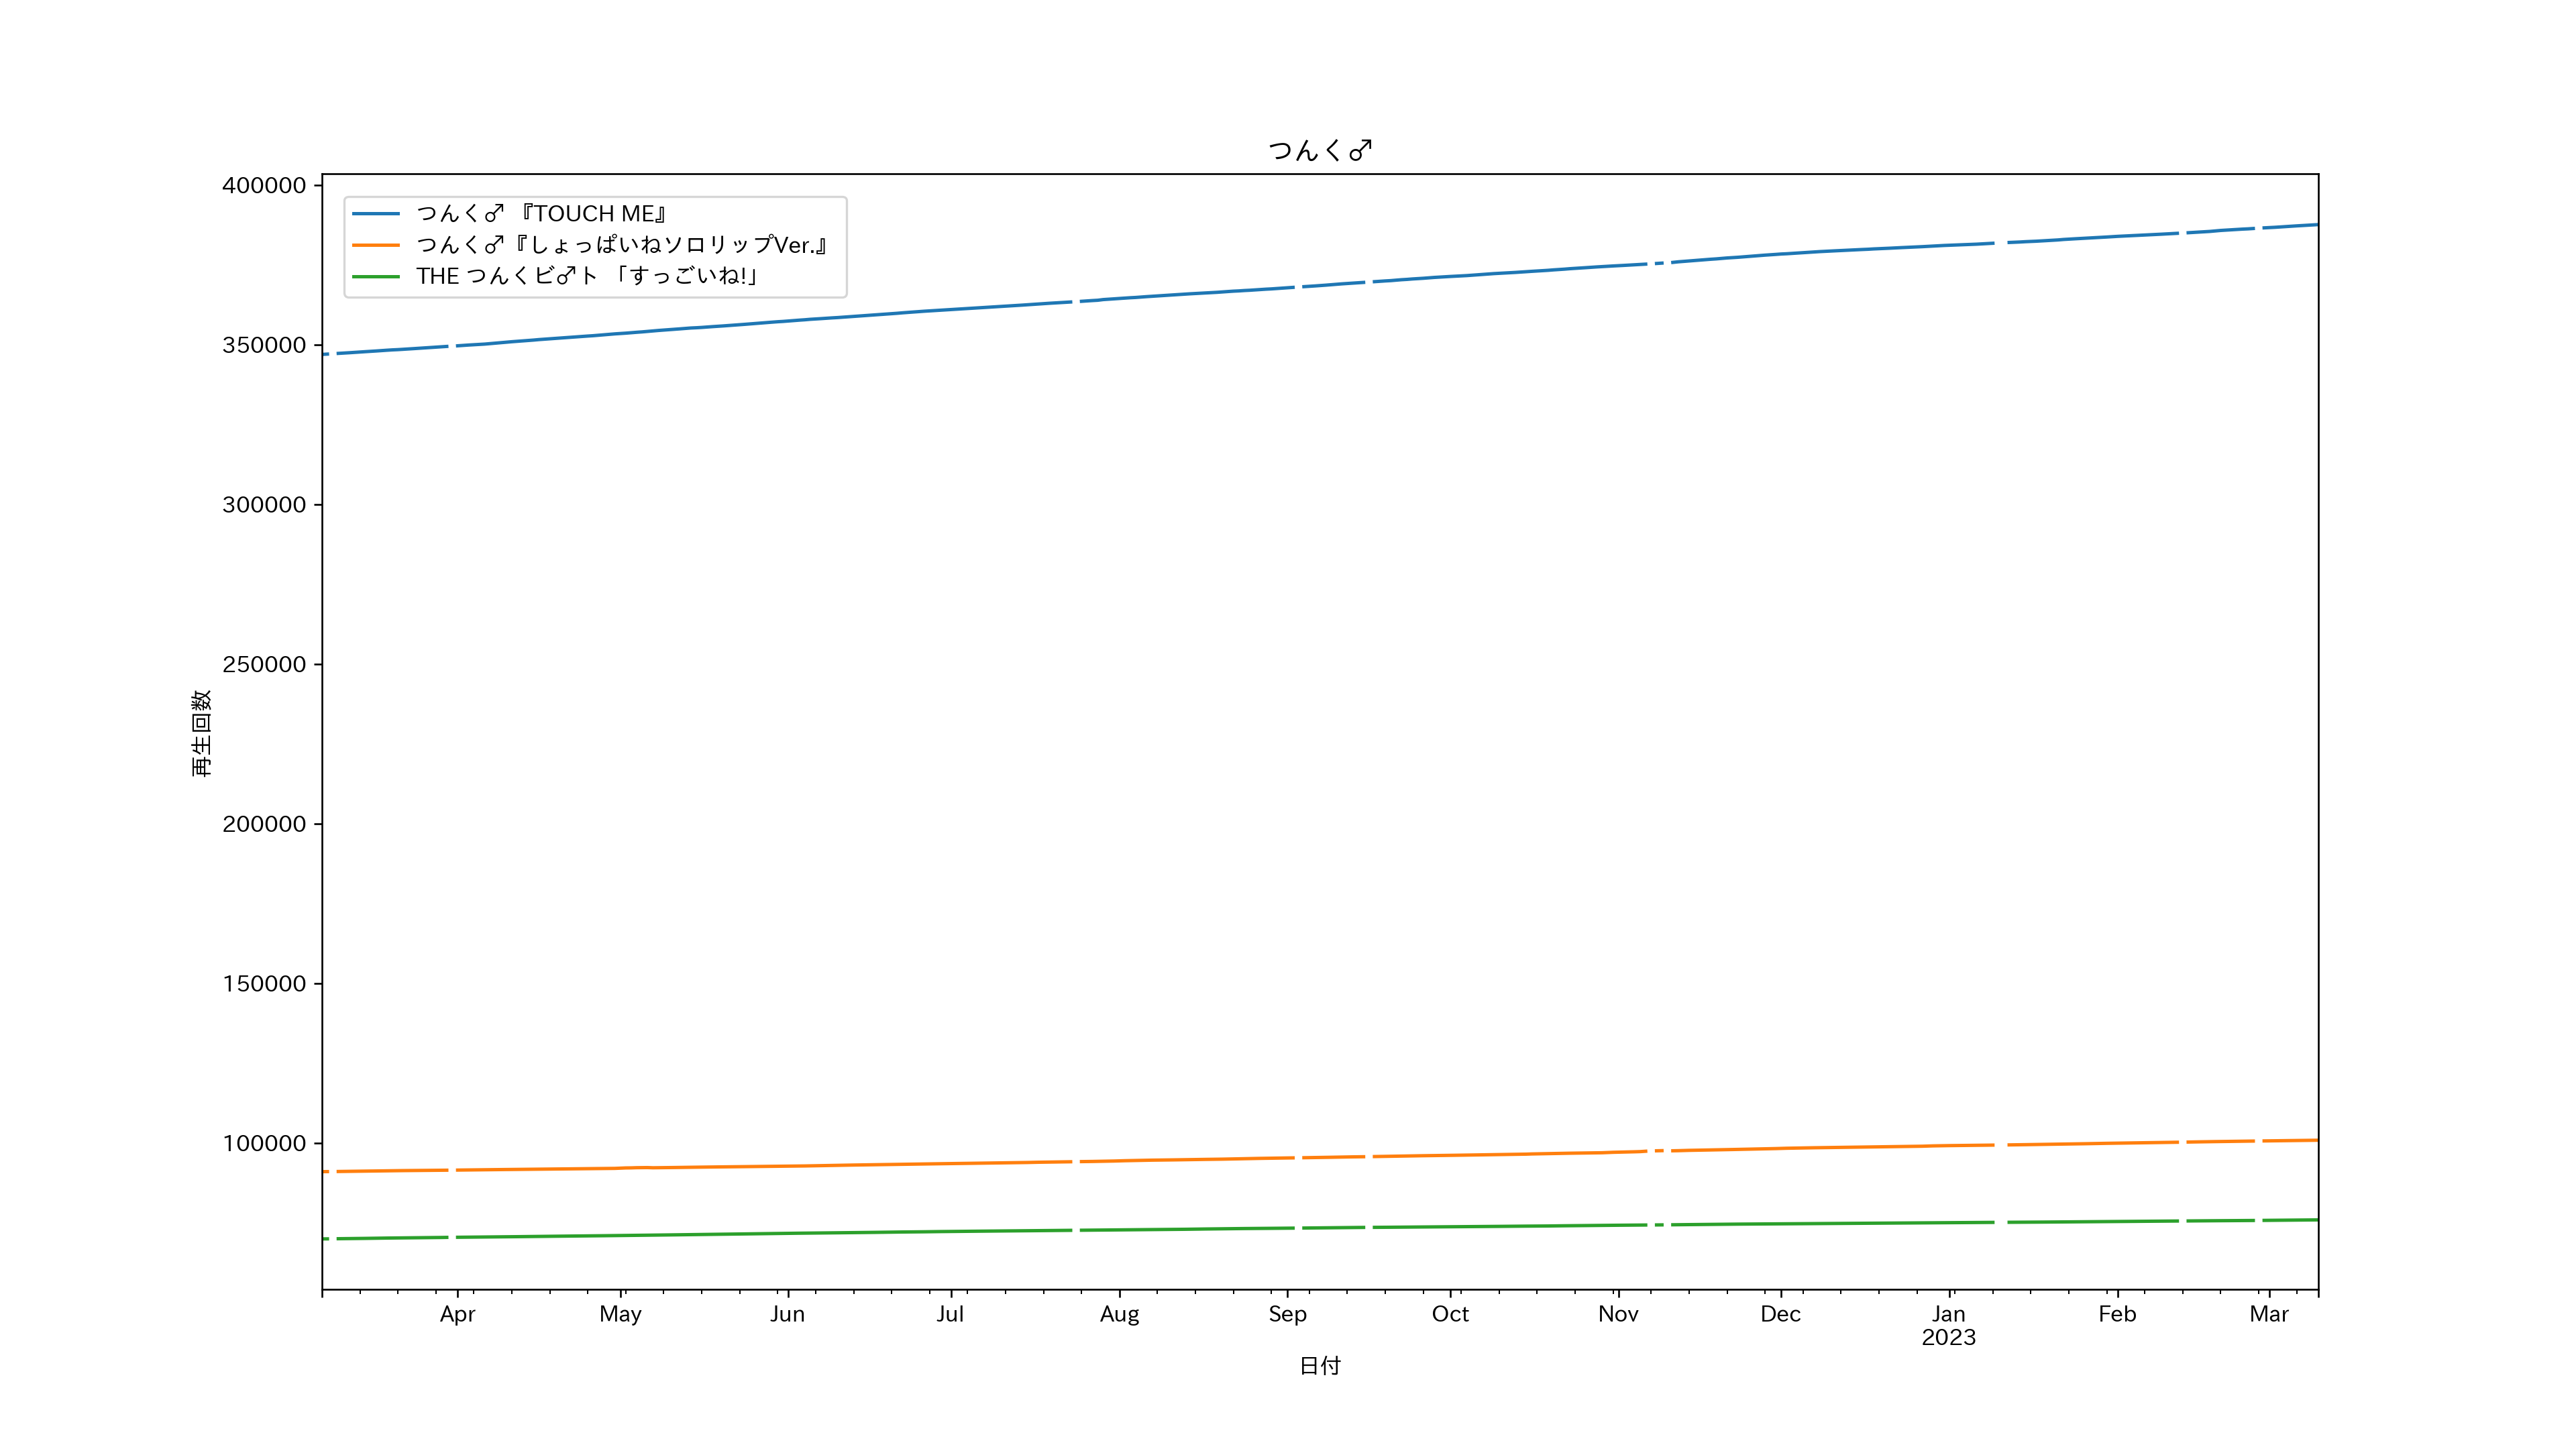 つんく♂
400000
350000
300000
250000
200000
150000
100000
再生回数
つんく♂ 『TOUCH ME』
つんく♂『しょっぱいねソロリップVer.』
THE つんくビ♂ト 「すっごいね!」
Apr May Jun Jul Aug Sep Oct Nov Dec Jan Feb Mar
2023
日付